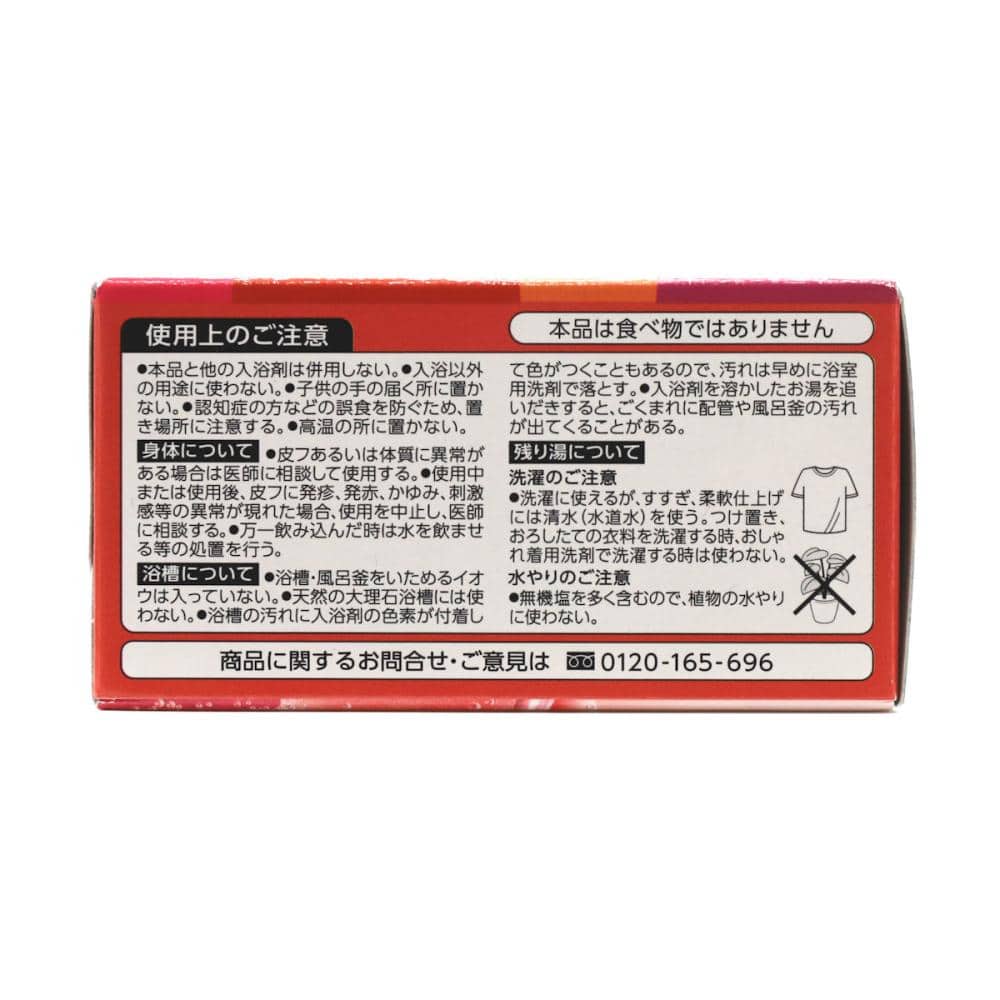 使用上のご注意
本品は食べ物ではありません
●本品と他の入浴剤は併用しない。●入浴以外
の用途に使わない。●子供の手の届く所に置か
ない。●認知症の方などの誤食を防ぐため、置
き場所に注意する。●高温の所に置かない。
身体について ●皮フあるいは体質に異常が
ある場合は医師に相談して使用する。●使用中
または使用後、皮フに発疹、発赤、かゆみ、刺激
感等の異常が現れた場合、使用を中止し、医師
に相談する。●万一飲み込んだ時は水を飲ませ
る等の処置を行う。
浴槽について ●浴槽・風呂釜をいためるイオ
ウは入っていない。●天然の大理石浴槽には使
わない。●浴槽の汚れに入浴剤の色素が付着し
て色がつくこともあるので、汚れは早めに浴室
用洗剤で落とす。●入浴剤を溶かしたお湯を追
いだきすると、ごくまれに配管や風呂釜の汚れ
が出てくることがある。
残り湯について
洗濯のご注意
●洗濯に使えるが、すすぎ、柔軟仕上げ
には清水(水道水)を使う。つけ置き、
おろしたての衣料を洗濯する時、おしゃ
れ着用洗剤で洗濯する時は使わない。
水やりのご注意
●無機塩を多く含むので、植物の水やり
に使わない。
商品に関するお問合せ・ご意見は 0120-165-696